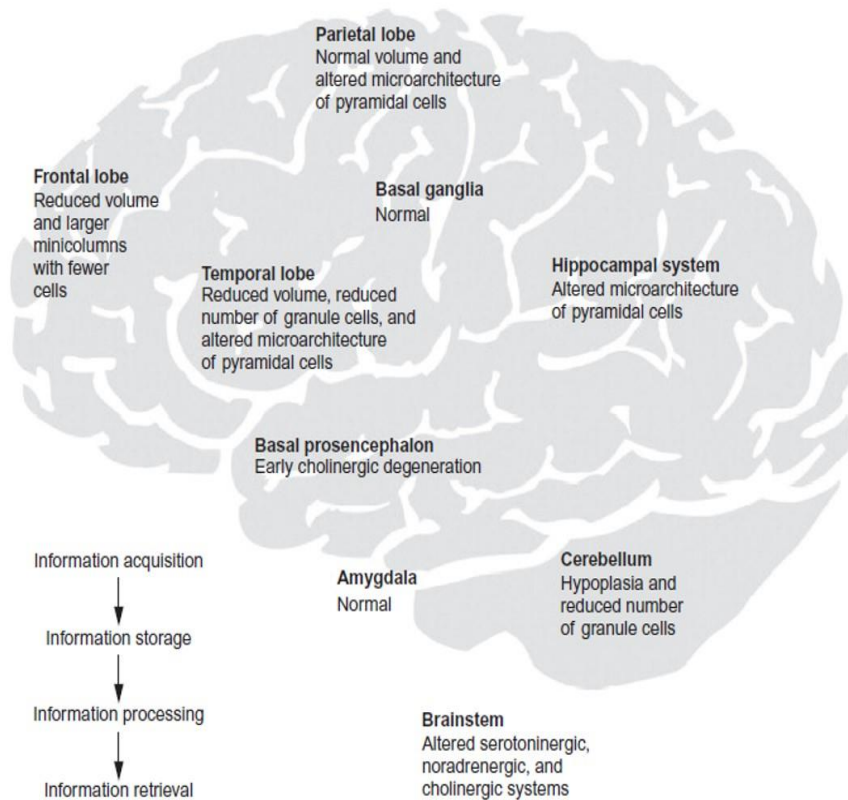 Parietal lobe
Normal volume and
altered microarchitecture
of pyramidal cells
Frontal lobe
Reduced volume
and larger
minicolumns
with fewer
cells
Basal ganglia
Normal
Temporal lobe
Reduced volume, reduced
number of granule cells, and
altered microarchitecture
of pyramidal cells
Hippocampal system
Altered microarchitecture
of pyramidal cells
Basal prosencephalon
Early cholinergic degeneration
Information acquisition
Information storage
Information processing
Information retrieval
Amygdala
Normal
Cerebellum
Hypoplasia and
reduced number
of granule cells
Brainstem
Altered serotoninergic,
noradrenergic, and
cholinergic systems